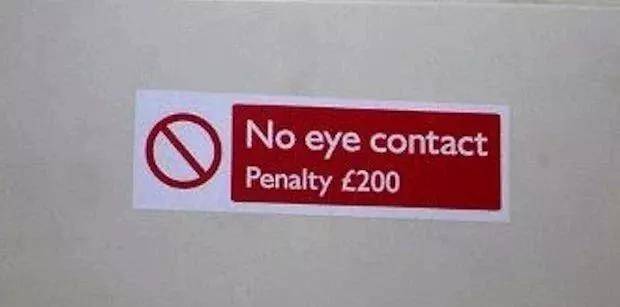 No eye contact
Penalty £200